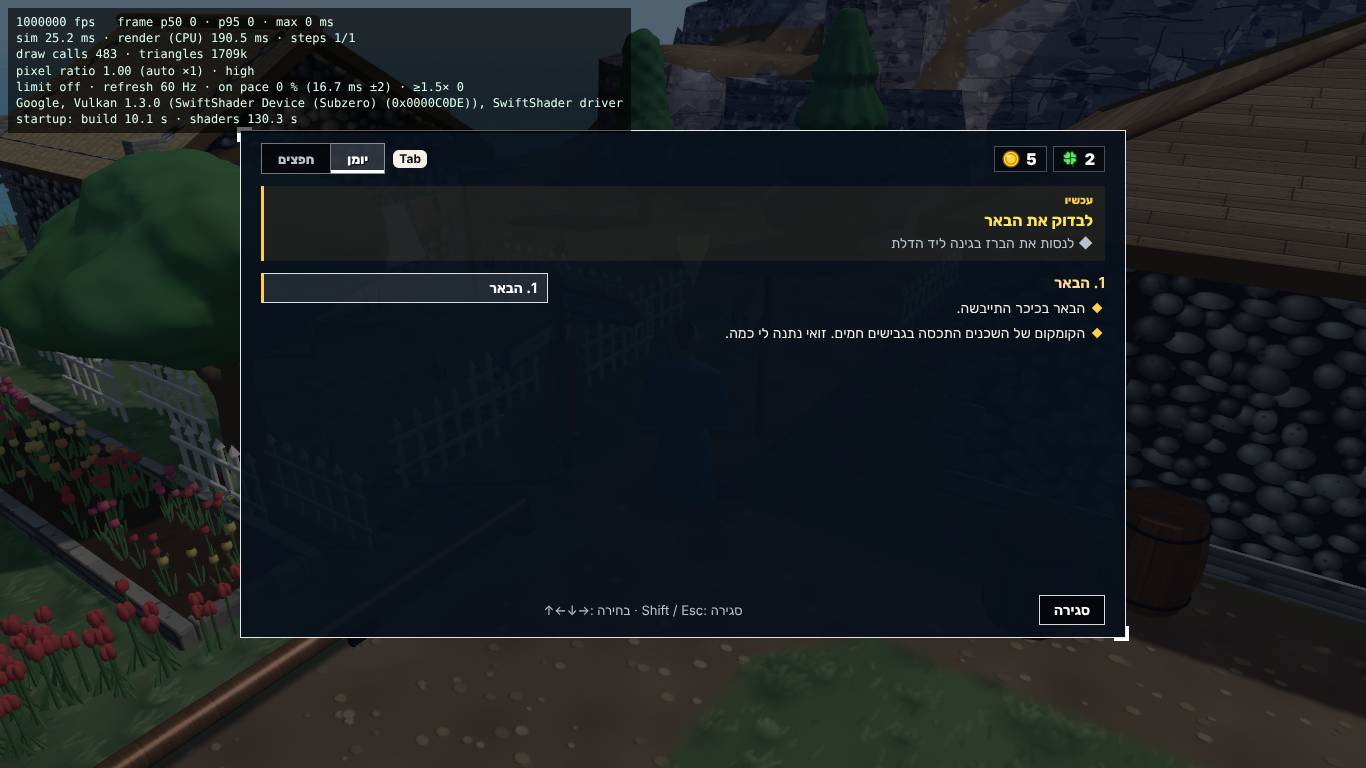 1000000 fps   frame p50 0 · p95 0 · max 0 ms
sim 25.2 ms · render (CPU) 190.5 ms · steps 1/1
draw calls 483 · triangles 1709k
pixel ratio 1.00 (auto ×1) · high
limit off · refresh 60 Hz · on pace 0 % (16.7 ms ±2) · ≥1.5× 0
Google, Vulkan 1.3.0 (SwiftShader Device (Subzero) (0x0000C0DE)), SwiftShader driver
startup: build 10.1 s · shaders 130.3 s
חפצים
יומן
Tab
5
2
עכשיו
לבדוק את הבאר
◆ לנסות את הברז בגינה ליד הדלת
1. הבאר
1. הבאר
◆ הבאר בכיכר התייבשה.
◆ הקומקום של השכנים התכסה בגבישים חמים. זואי נתנה לי כמה.
סגירה: Shift / Esc · בחירה: →↓←↑
סגירה